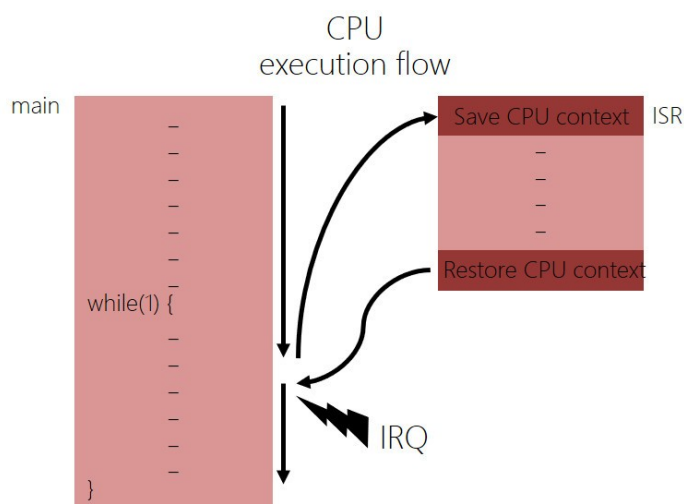 CPU
execution flow
main
while(1) {
}
Save CPU context
ISR
Restore CPU context
IRQ